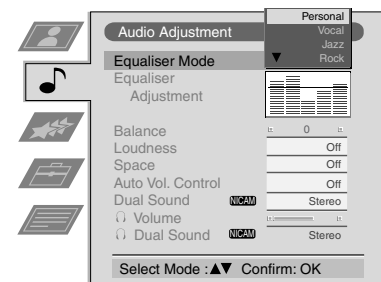 Audio Adjustment
Personal
Vocal
Jazz
Rock
Equaliser Mode
Equaliser
Adjustment
Balance 0
Loudness Off
Space Off
Auto Vol. Control Off
Dual Sound NICAM Stereo
Volume
Dual Sound NICAM Stereo
Select Mode :▲▼ Confirm: OK